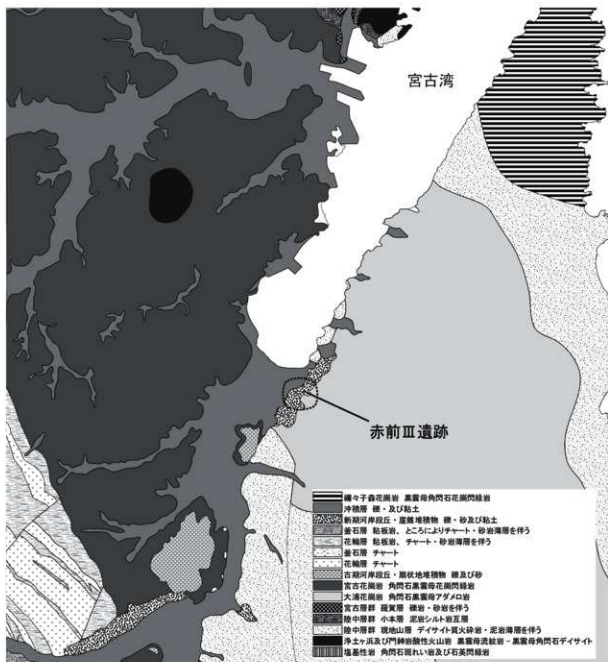 宮古湾
赤前Ⅲ遺跡
子森花崗岩 黒雲母角閃石花崗閃緑岩
沖積層 礫・及び粘土
新期河岸段丘・崖錐堆積物 礫・砂及び粘土
釜石層 粘板岩、ところによりチャート・砂岩薄層を伴う
花輪層 粘板岩、チャート・砂岩薄層を伴う
釜石層 チャート
花輪層 チャート
古期河岸段丘・扇状地堆積物 礫及び砂
宮古花崗岩 角閃石黒雲母花崗閃緑岩
大浦花崗岩 角閃石黒雲母アダメロ岩
宮古層群 羅賀層 礫岩・砂岩を伴う
陸中層群 小本層 泥岩シルト岩互層
陸中層群 現地山層 デイサイト質火砕岩・泥岩薄層を伴う
浄土ヶ浜及び門神岩酸性火山岩 黒雲母流紋岩－黒雲母角閃石デイサイト
塩基性岩 角閃石斑れい岩及び石英閃緑岩